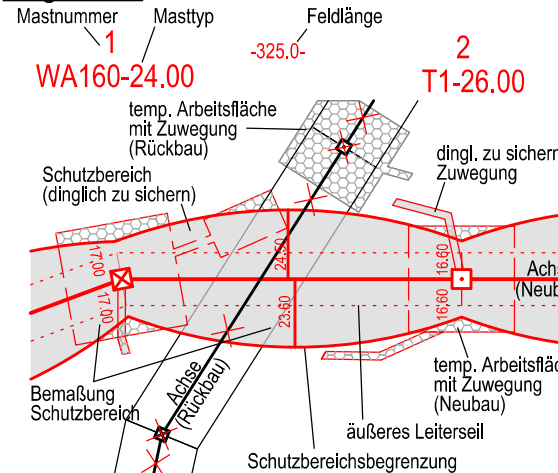 Mastnummer
Masttyp
Feldlänge
1
WA160-24.00
-325.0-
2
T1-26.00
temp. Arbeitsfläche
mit Zuwegung
(Rückbau)
dingl. zu sichern
Zuwegung
Schutzbereich
(dinglich zu sichern)
17.00
17.00
24.50
23.60
16.60
16.60
Achs
(Neub
Achse
(Rückbau)
Bemaßung
Schutzbereich
temp. Arbeitsfläc
mit Zuwegung
(Neubau)
äußeres Leiterseil
Schutzbereichsbegrenzung